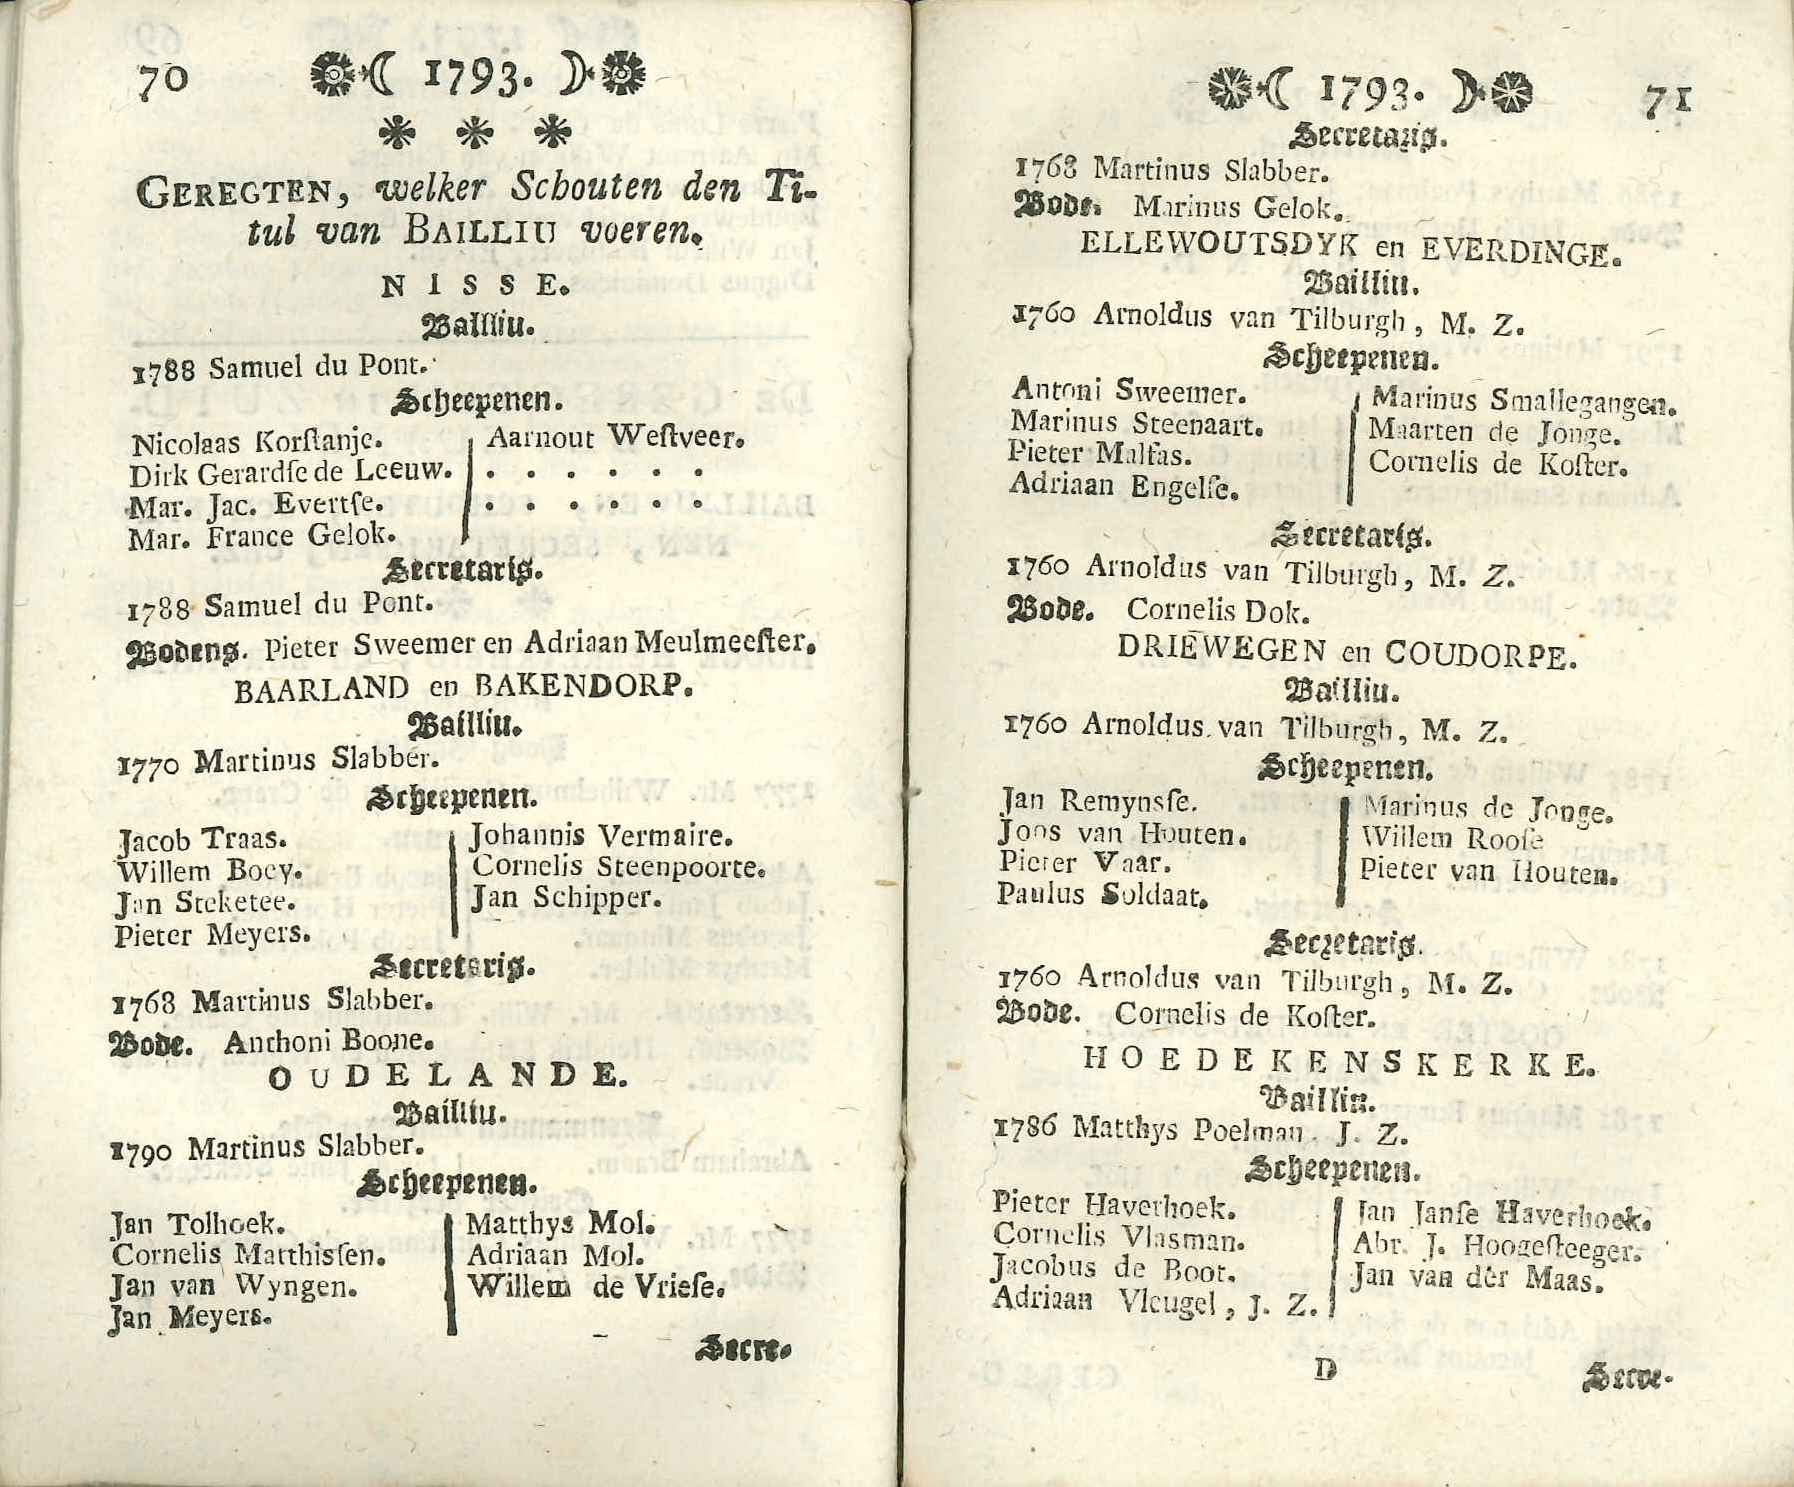 70 1793.
GEREGTEN, welker Schouten den Ti-
tul van BAILLIU voeren.
NISSE.
Bailliu.
1788 Samuel du Pont.
Scheepenen.
Nicolaas Korſtanje.
Dirk Gerardſe de Leeuw.
Mar. Jac. Evertſe.
Mar. France Gelok.
Aarnout Weſtveer.
. . . . . .
. . . . . .
Secretaris.
1788 Samuel du Pont.
Bodens. Pieter Sweemer en Adriaan Meulmeeſter.
BAARLAND en BAKENDORP.
Bailliu.
1770 Martinus Slabber.
Scheepenen.
Jacob Traas.
Willem Boey.
Jan Steketee.
Pieter Meyers.
Johannis Vermaire.
Cornelis Steenpoorte.
Jan Schipper.
Secretaris.
1768 Martinus Slabber.
Bode. Anthoni Boone.
OUDELANDE.
Bailliu.
1790 Martinus Slabber.
Scheepenen.
Jan Tolhoek.
Cornelis Matthisſen.
Jan van Wyngen.
Jan Meyers.
Matthys Mol.
Adriaan Mol.
Willem de Vrieſe.
Secre-
1793. 71
Secretaris.
1768 Martinus Slabber.
Bode. Marinus Gelok.
ELLEWOUTSDYK en EVERDINGE.
Bailliu.
1760 Arnoldus van Tilburgh, M. Z.
Scheepenen.
Antoni Sweemer.
Marinus Steenaart.
Pieter Malſas.
Adriaan Engelſe.
Marinus Smallegangen.
Maarten de Jonge.
Cornelis de Koſter.
Secretaris.
1760 Arnoldus van Tilburgh, M. Z.
Bode. Cornelis Dok.
DRIEWEGEN en COUDORPE.
Bailliu.
1760 Arnoldus van Tilburgh, M. Z.
Scheepenen.
Jan Remynsſe.
Joos van Houten.
Pieter Vaar.
Paulus Soldaat.
Marinus de Jonge.
Willem Rooſe
Pieter van Houten.
Secretaris.
1760 Arnoldus van Tilburgh, M. Z.
Bode. Cornelis de Koſter.
HOEDEKENSKERKE.
Bailliu.
1786 Matthys Poelman. J. Z.
Scheepenen.
Pieter Haverhoek.
Cornelis Vlasman.
Jacobus de Boot.
Adriaan Vleugel, J. Z.
Jan Janſe Haverhoek.
Abr. J. Hoogeſteeger.
Jan van der Maas.
D Secre-